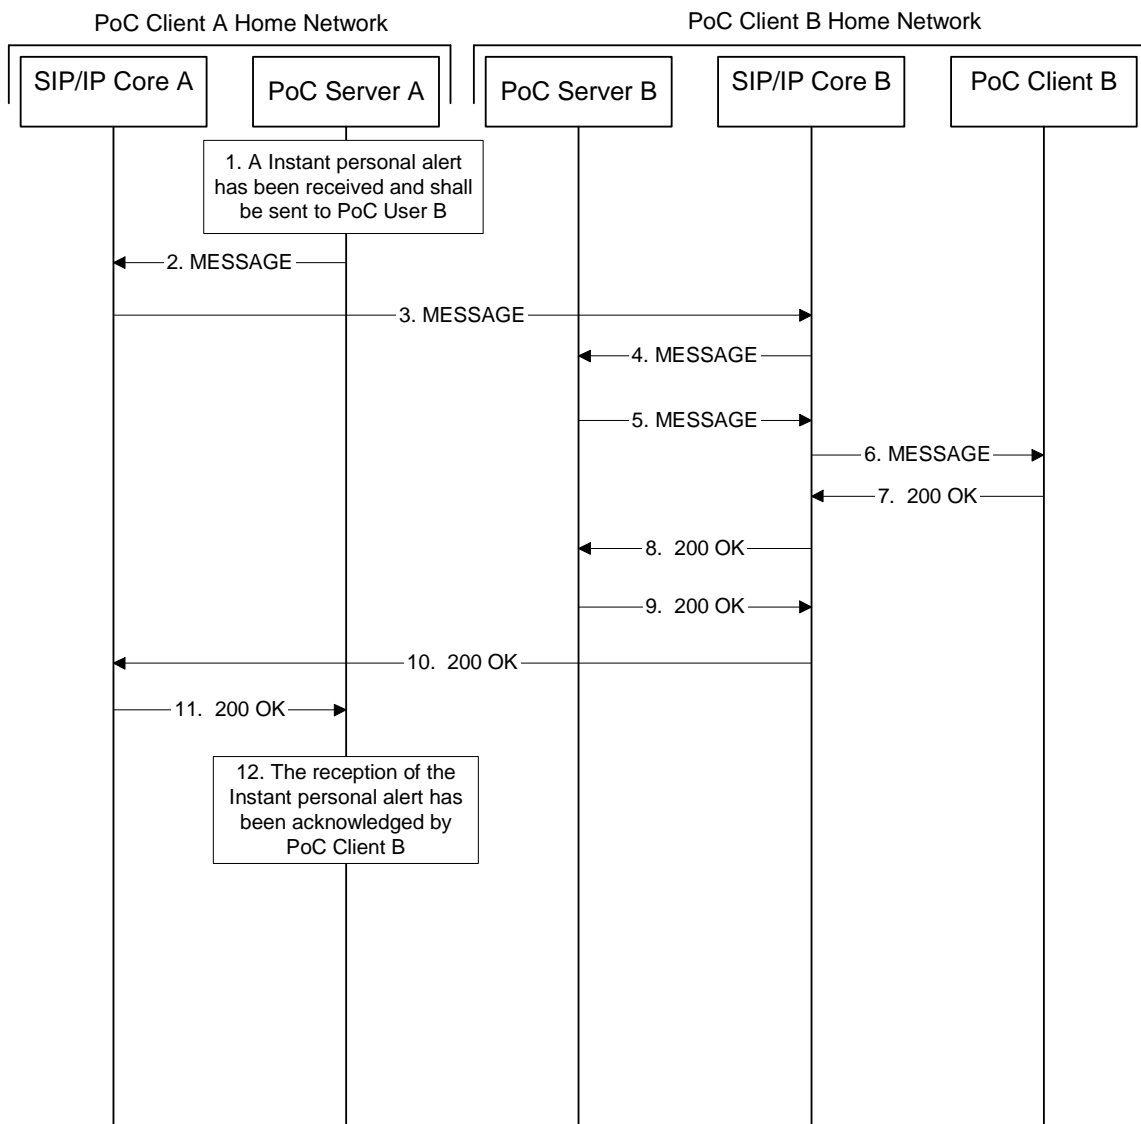 PoC Client A Home Network
PoC Client B Home Network
SIP/IP Core A
PoC Server A
PoC Server B
SIP/IP Core B
PoC Client B
1. A Instant personal alert
has been received and shall
be sent to PoC User B
2. MESSAGE
3. MESSAGE
4. MESSAGE
5. MESSAGE
6. MESSAGE
7. 200 OK
8. 200 OK
9. 200 OK
10. 200 OK
11. 200 OK
12. The reception of the
Instant personal alert has
been acknowledged by
PoC Client B